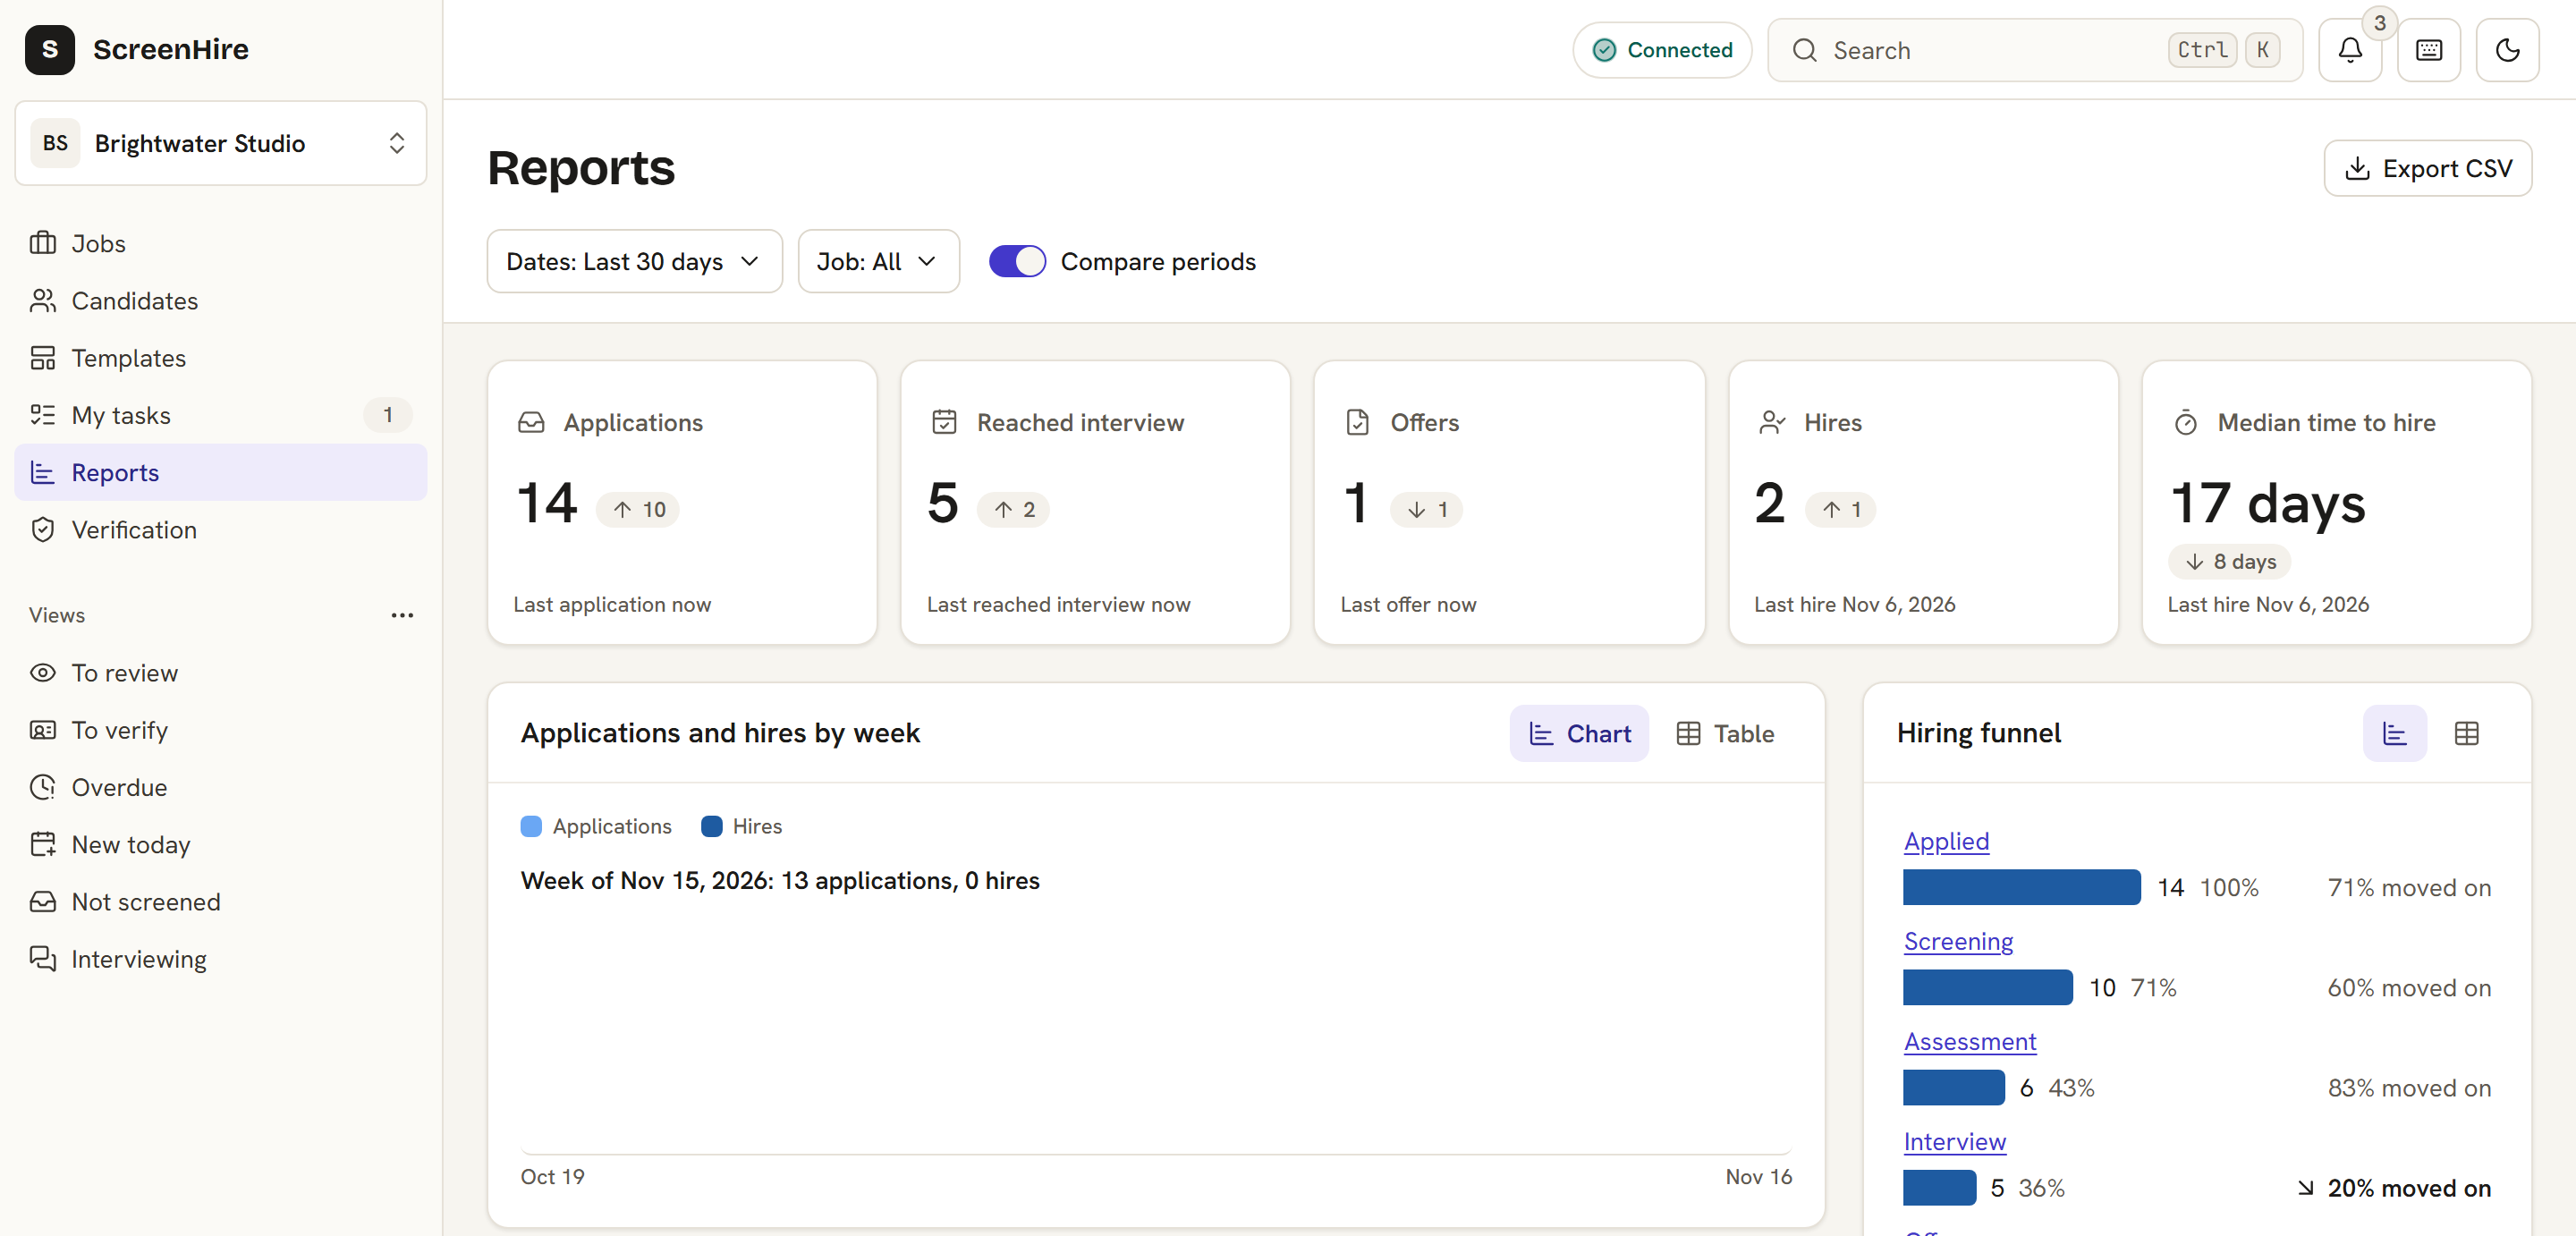 S ScreenHire
Connected
Search
Ctrl K
3
BS Brightwater Studio
Jobs
Candidates
Templates
My tasks 1
Reports
Verification
Views
To review
To verify
Overdue
New today
Not screened
Interviewing
Reports
Export CSV
Dates: Last 30 days
Job: All
Compare periods
Applications
14 10
Last application now
Reached interview
5 2
Last reached interview now
Offers
1 1
Last offer now
Hires
2 1
Last hire Nov 6, 2026
Median time to hire
17 days
8 days
Last hire Nov 6, 2026
Applications and hires by week
Chart Table
Applications Hires
Week of Nov 15, 2026: 13 applications, 0 hires
Oct 19 Nov 16
Hiring funnel
Applied
14 100% 71% moved on
Screening
10 71% 60% moved on
Assessment
6 43% 83% moved on
Interview
5 36% 20% moved on